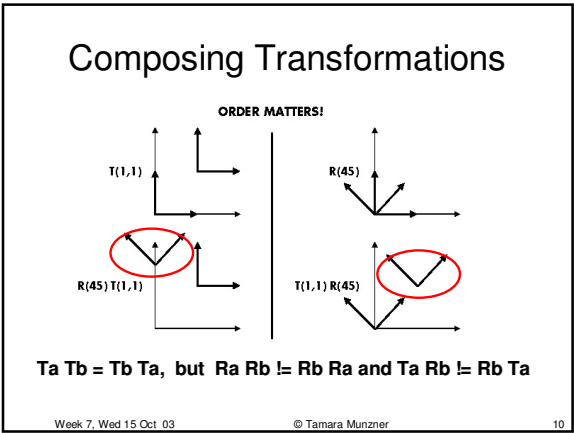 Composing Transformations
ORDER MATTERS!
T(1,1)
R(45)
R(45) T(1,1)
T(1,1) R(45)
Ta Tb = Tb Ta, but Ra Rb != Rb Ra and Ta Rb != Rb Ta
Week 7, Wed 15 Oct 03
© Tamara Munzner
10